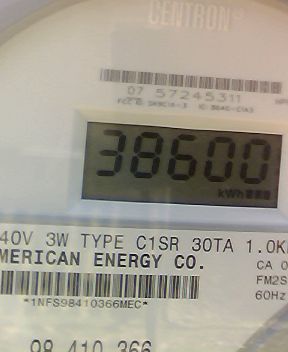 CENTRON®
07 57245311
38600
kWh
40V 3W TYPE C1SR 30TA 1.0K
MERICAN ENERGY CO.
CA 0
FM2S
60Hz
*1NFS98410366MEC*
98 410 366